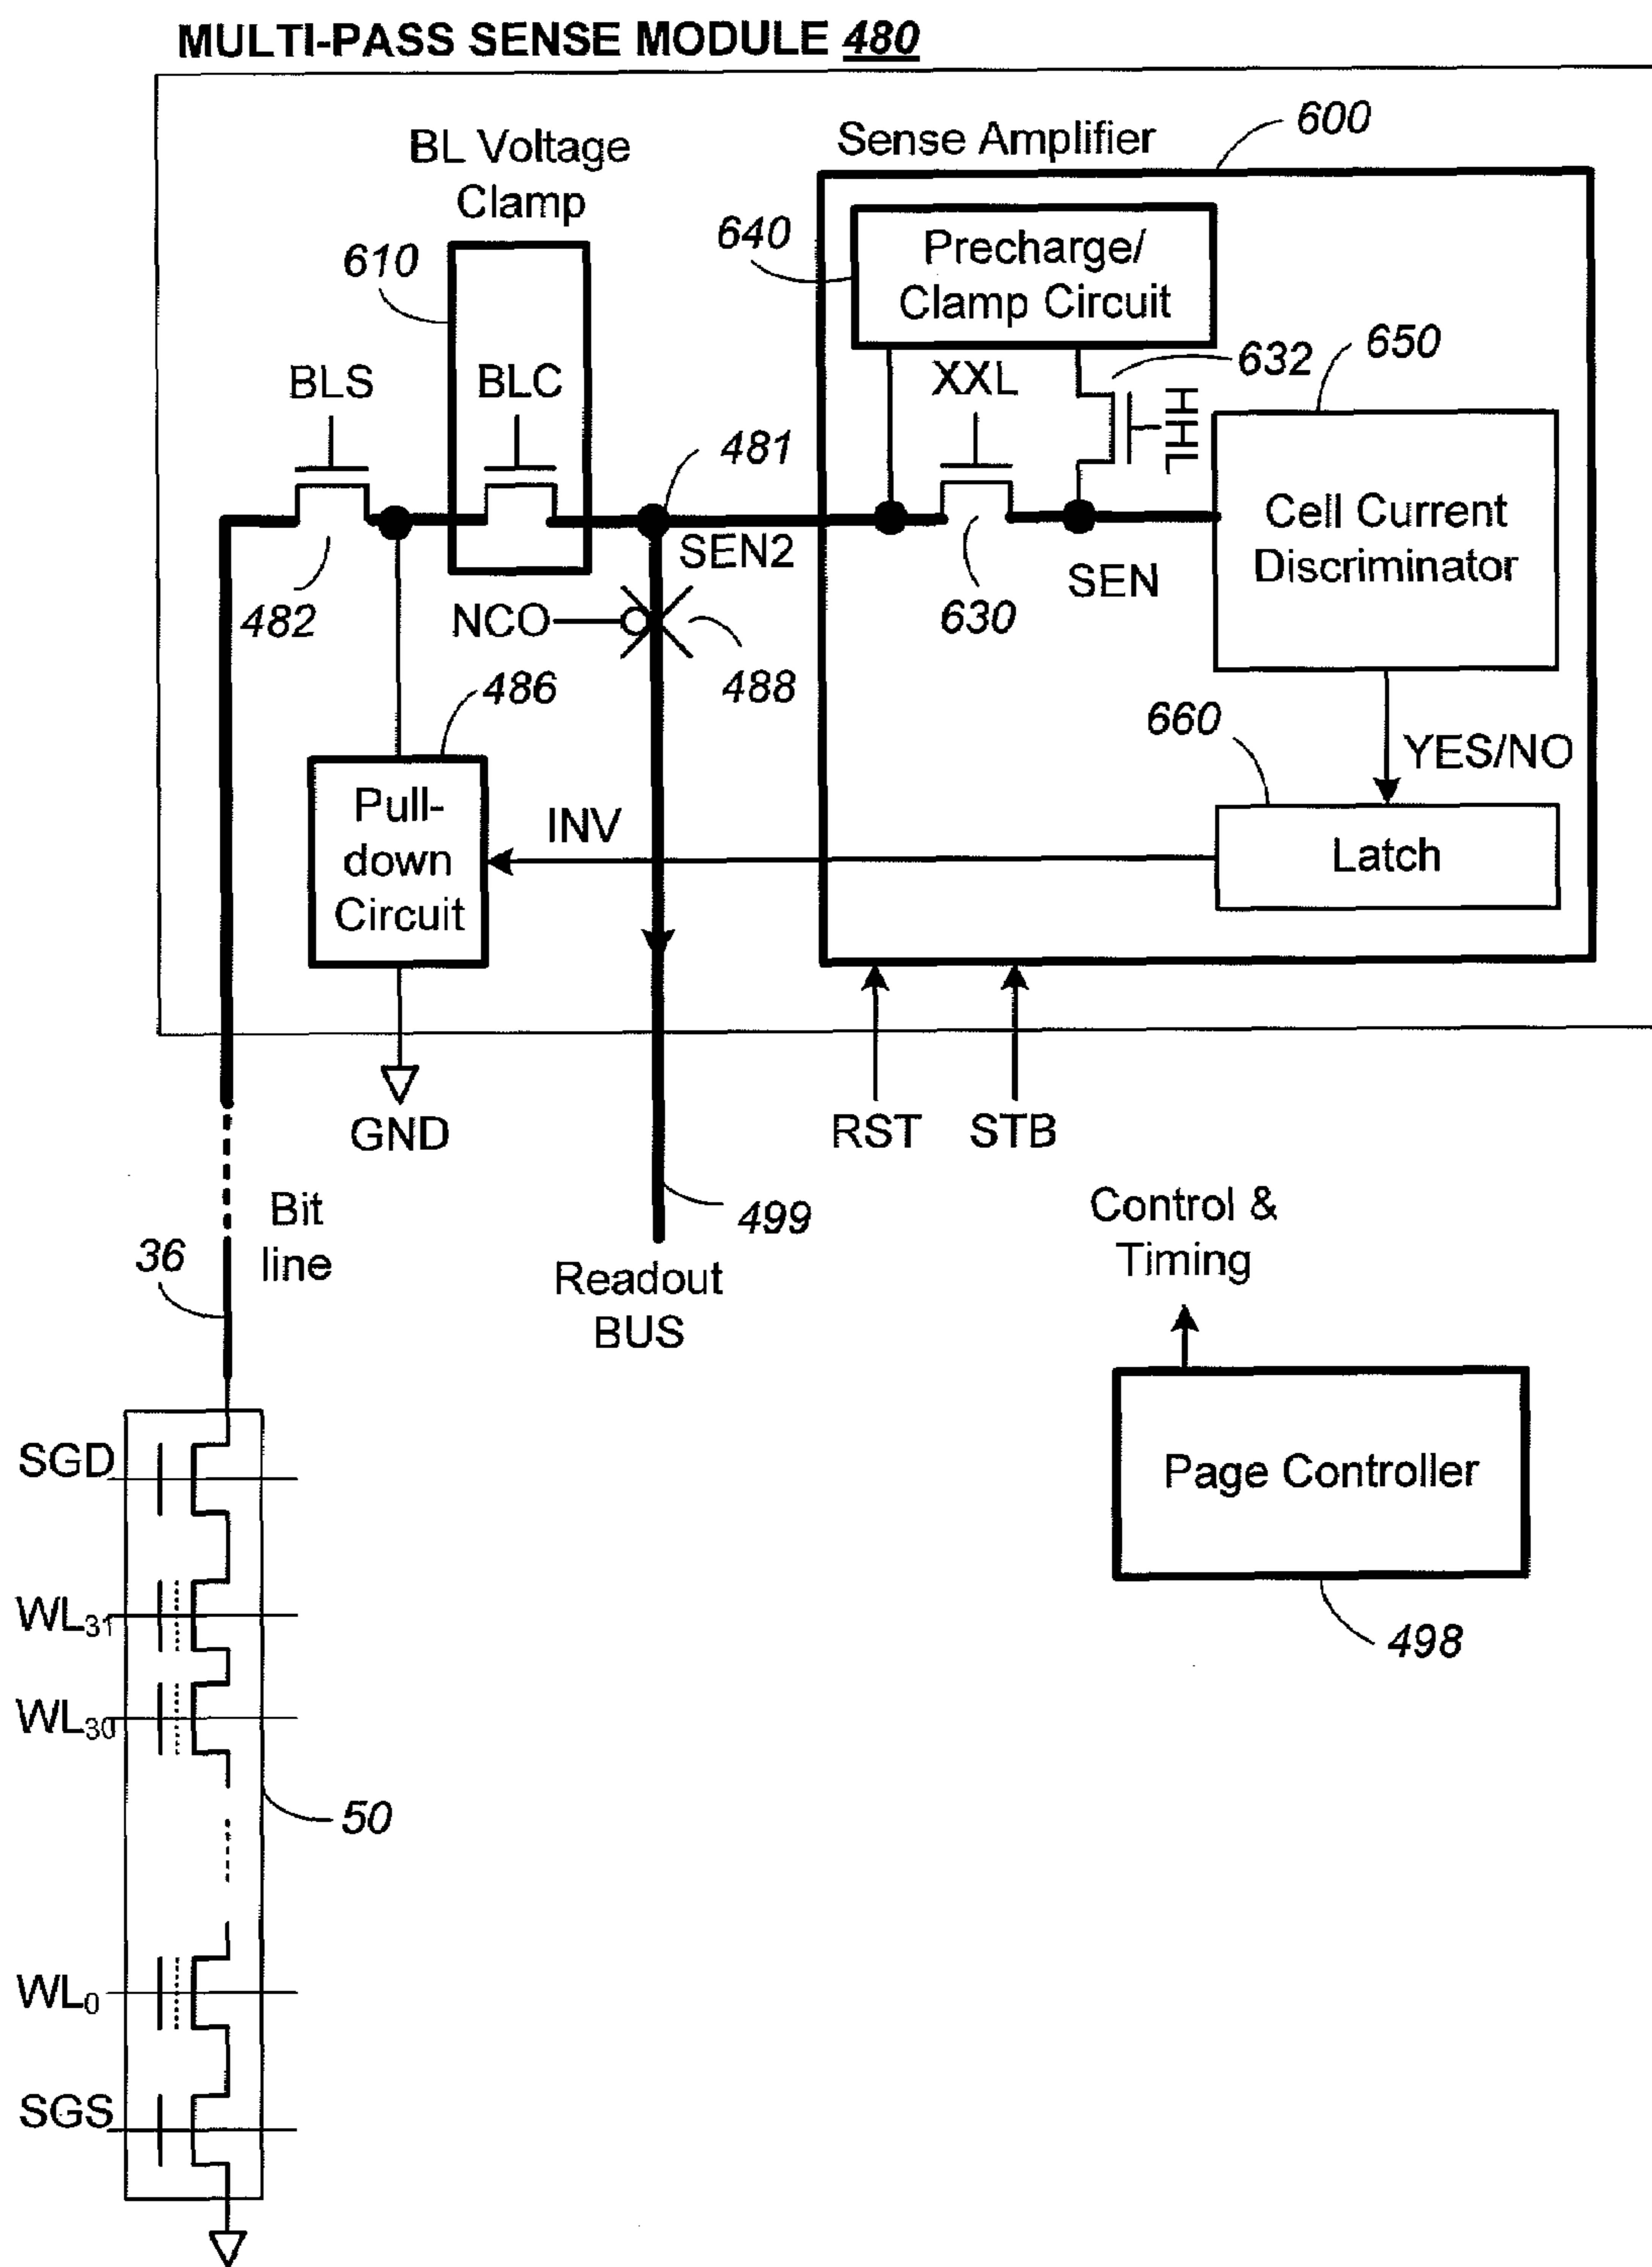 MULTI-PASS SENSE MODULE 480
BL Voltage
Clamp
Sense Amplifier
600
610
640
Precharge/
Clamp Circuit
632
650
BLS
BLC
XXL
HHL
481
SEN2
482
NCO
488
630
SEN
Cell Current
Discriminator
486
660
YES/NO
Pull-
down
Circuit
INV
Latch
GND
RST
STB
36
Bit
line
499
Readout
BUS
Control &
Timing
SGD
Page Controller
WL31
498
WL30
50
WL0
SGS